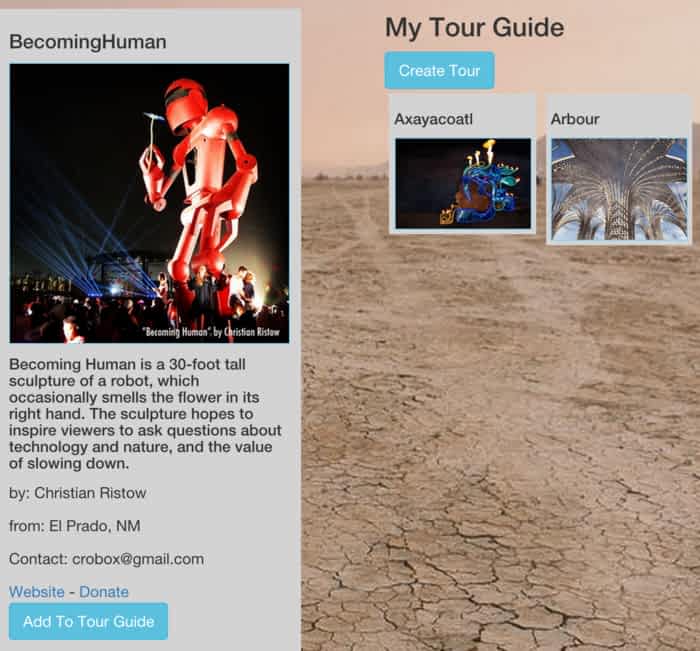 BecomingHuman
"Becoming Human" by Christian Ristow
Becoming Human is a 30-foot tall
sculpture of a robot, which
occasionally smells the flower in its
right hand. The sculpture hopes to
inspire viewers to ask questions about
technology and nature, and the value
of slowing down.
by: Christian Ristow
from: El Prado, NM
Contact: crobox@gmail.com
Website - Donate
Add To Tour Guide
My Tour Guide
Create Tour
Axayacoatl
Arbour